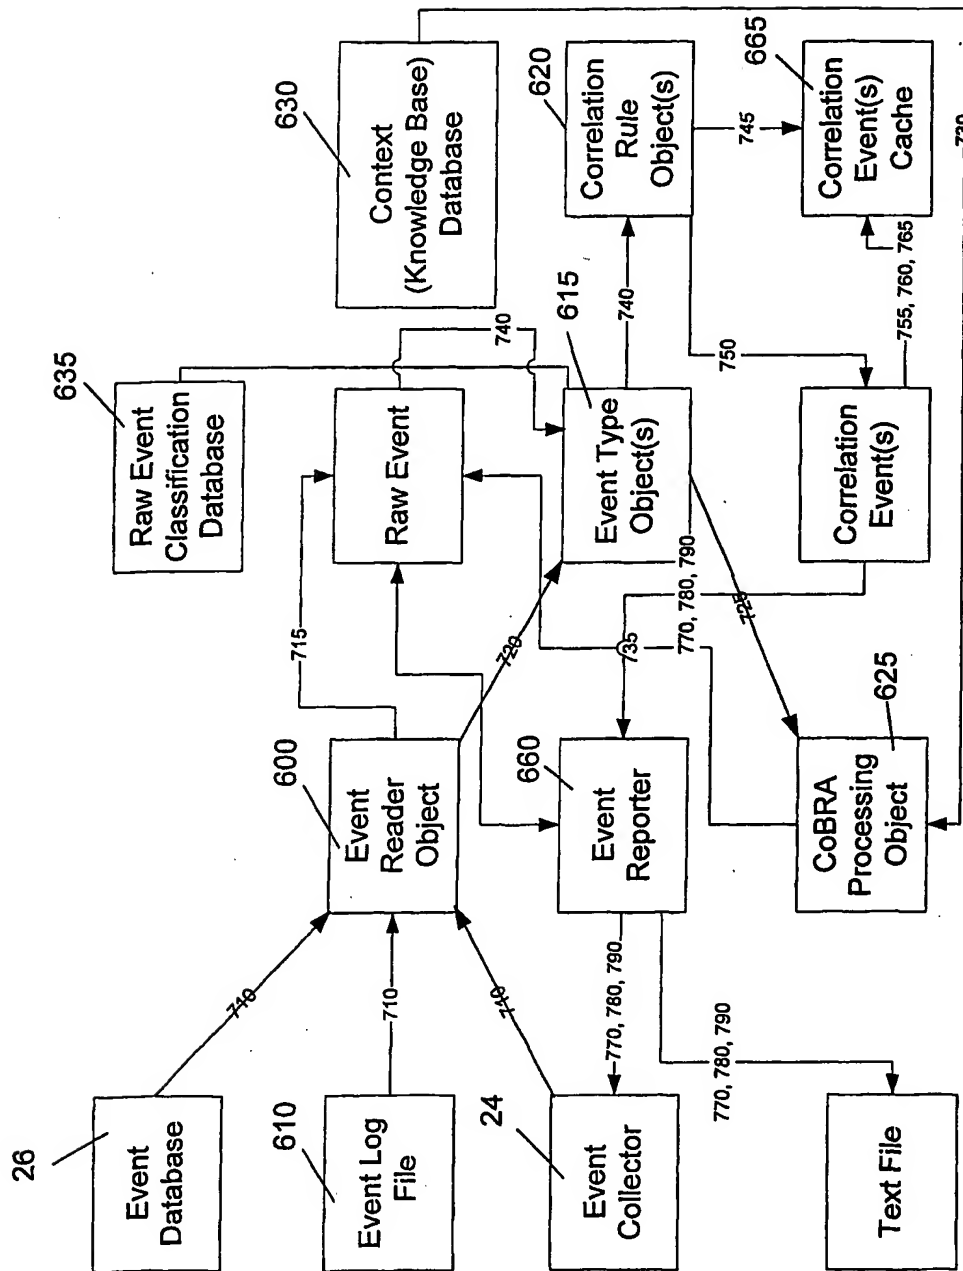 24
610
26
Text File
Event
Collector
Event Log
File
Event
Database
770, 780, 790
770, 780, 790
710
710
710
625
660
600
CoBRA
Processing
Object
Event
Reporter
Event
Reader
Object
725
735
720
715
770, 780, 790
770, 780, 790
615
635
Correlation
Event(s)
Event Type
Object(s)
Raw Event
Raw Event
Classification
Database
755, 760, 765
750
740
740
665
620
630
Correlation
Event(s)
Cache
745
Correlation
Rule
Object(s)
Context
(Knowledge Base)
Database
730